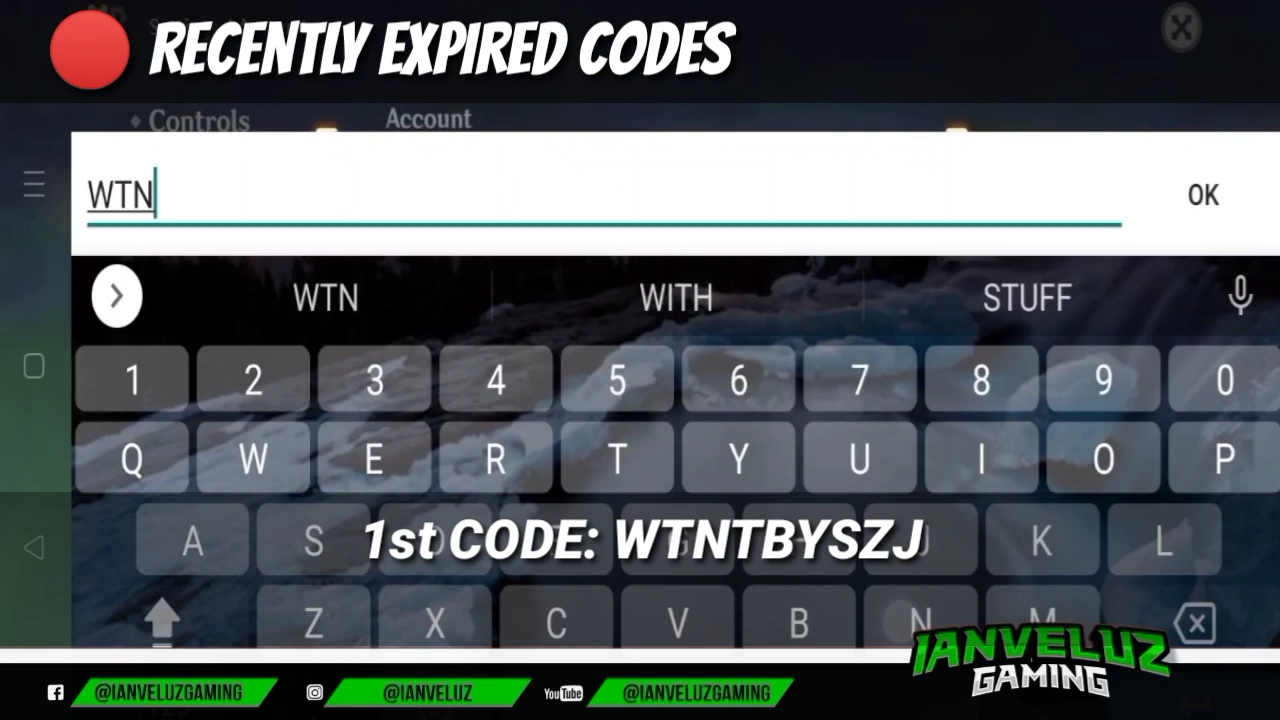 RECENTLY EXPIRED CODES
Controls
Account
WTN
OK
WTN
WITH
STUFF
1 2 3 4 5 6 7 8 9 0
Q W E R T Y U I O P
A S J K L
1st CODE: WTNTBYSZJ
Z X C V B N M
IANVELUZ
GAMING
@IANVELUZGAMING
@IANVELUZ
YouTube
@IANVELUZGAMING